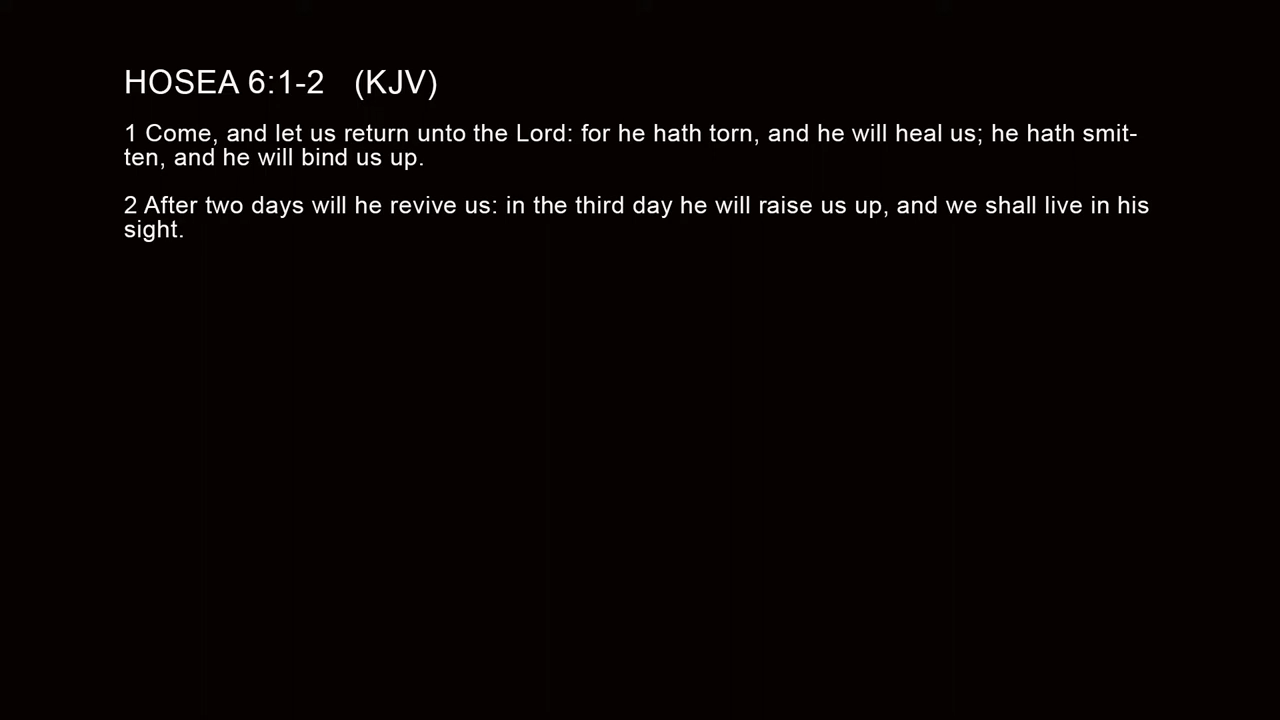 HOSEA 6:1-2 (KJV)
1 Come, and let us return unto the Lord: for he hath torn, and he will heal us; he hath smit-
ten, and he will bind us up.
2 After two days will he revive us: in the third day he will raise us up, and we shall live in his
sight.